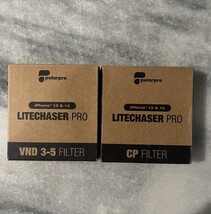 polarpro
iPhone® 13 & 14
LITECHASER PRO
VND 3-5 FILTER
polarpro
iPhone® 13 & 14
LITECHASER PRO
CP FILTER